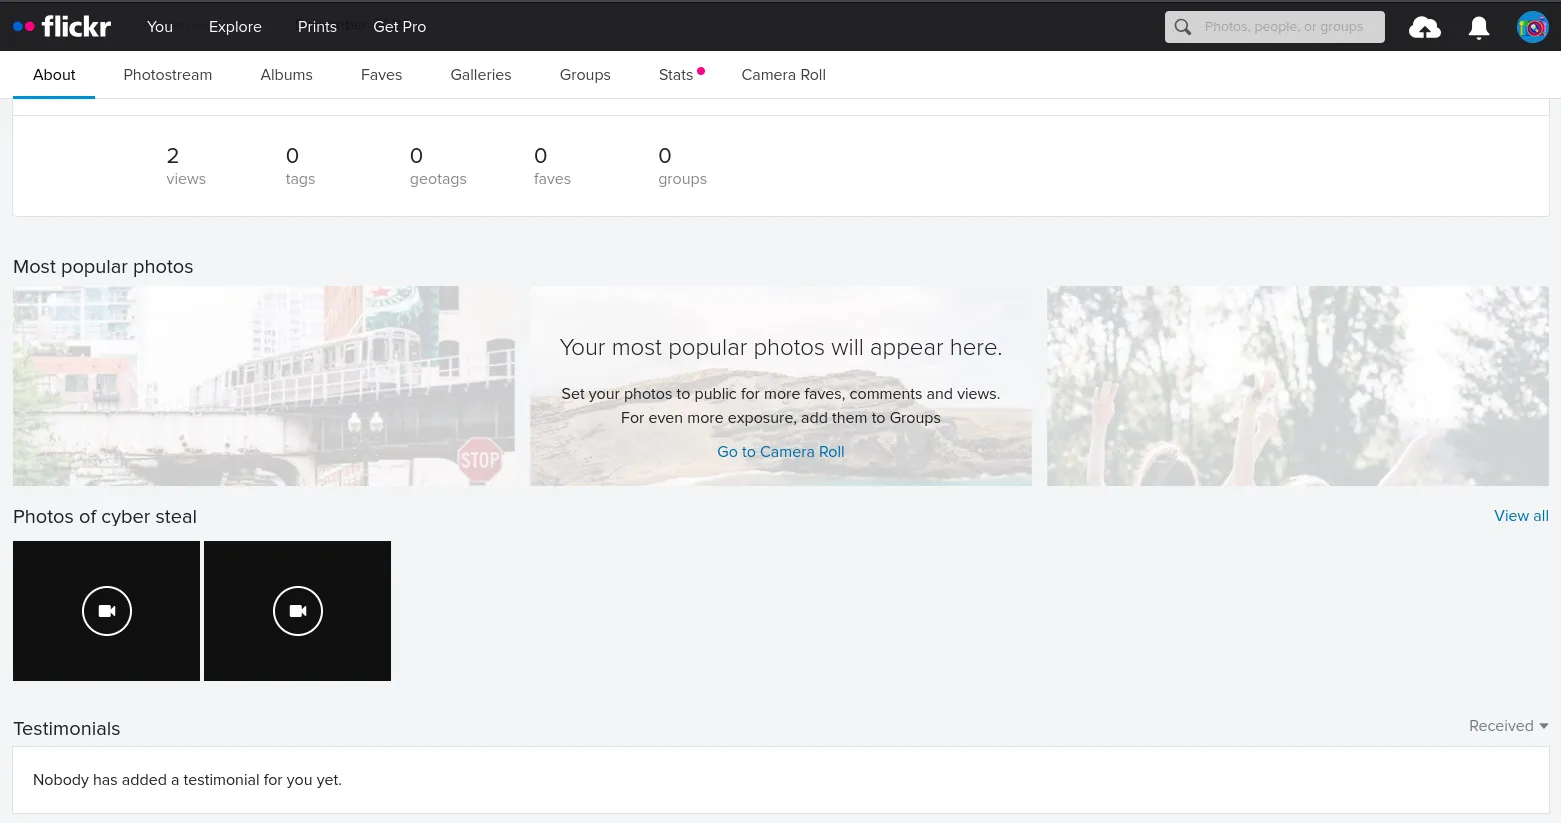 flickr You Explore Prints Get Pro Photos, people, or groups
About Photostream Albums Faves Galleries Groups Stats Camera Roll
2 0 0 0 0
views tags geotags faves groups
Most popular photos
Your most popular photos will appear here.
Set your photos to public for more faves, comments and views.
For even more exposure, add them to Groups
Go to Camera Roll
STOP
Photos of cyber steal View all
Testimonials Received
Nobody has added a testimonial for you yet.